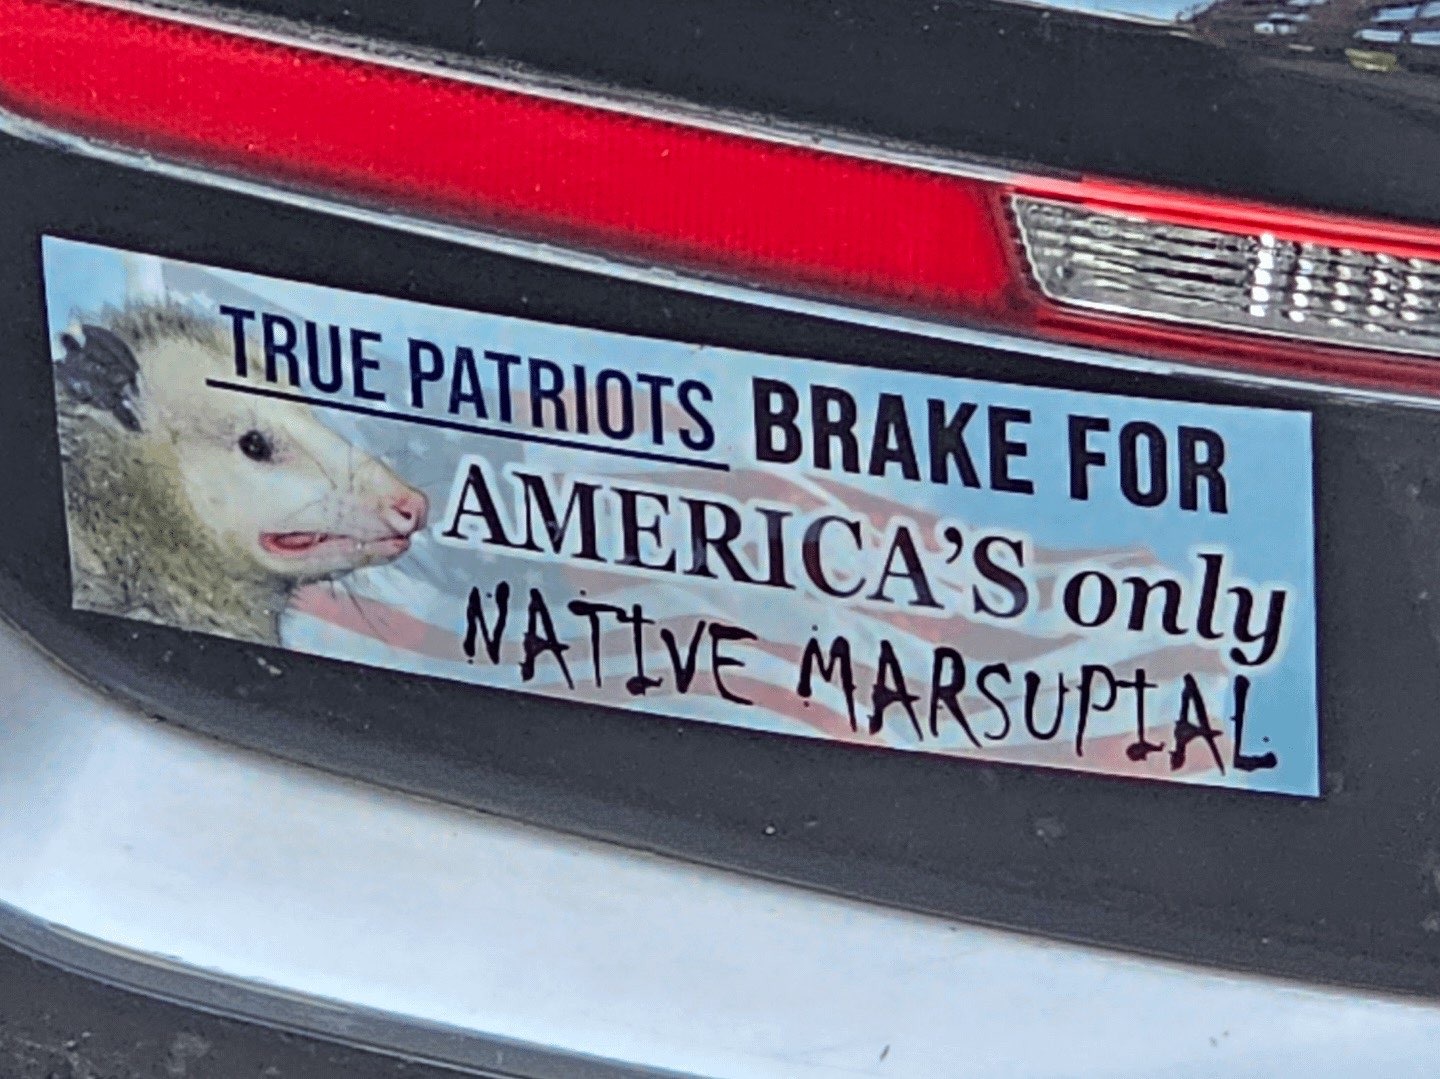 TRUE PATRIOTS BRAKE FOR
AMERICA'S only
NATIVE MARSUPIAL